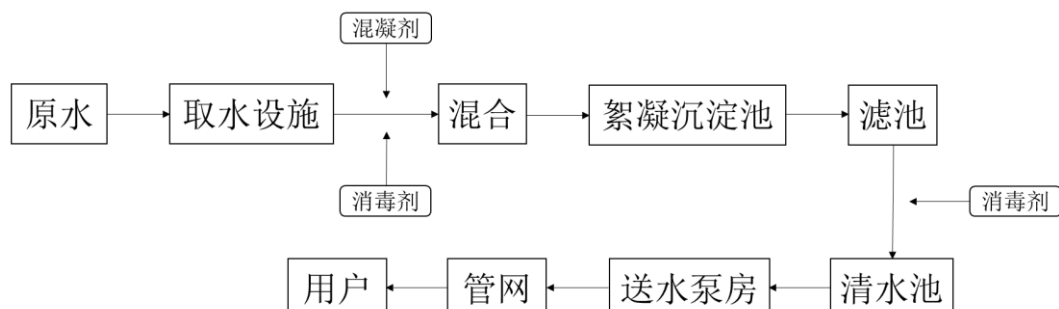 混凝剂
原水
取水设施
混合
絮凝沉淀池
滤池
消毒剂
消毒剂
用户
管网
送水泵房
清水池